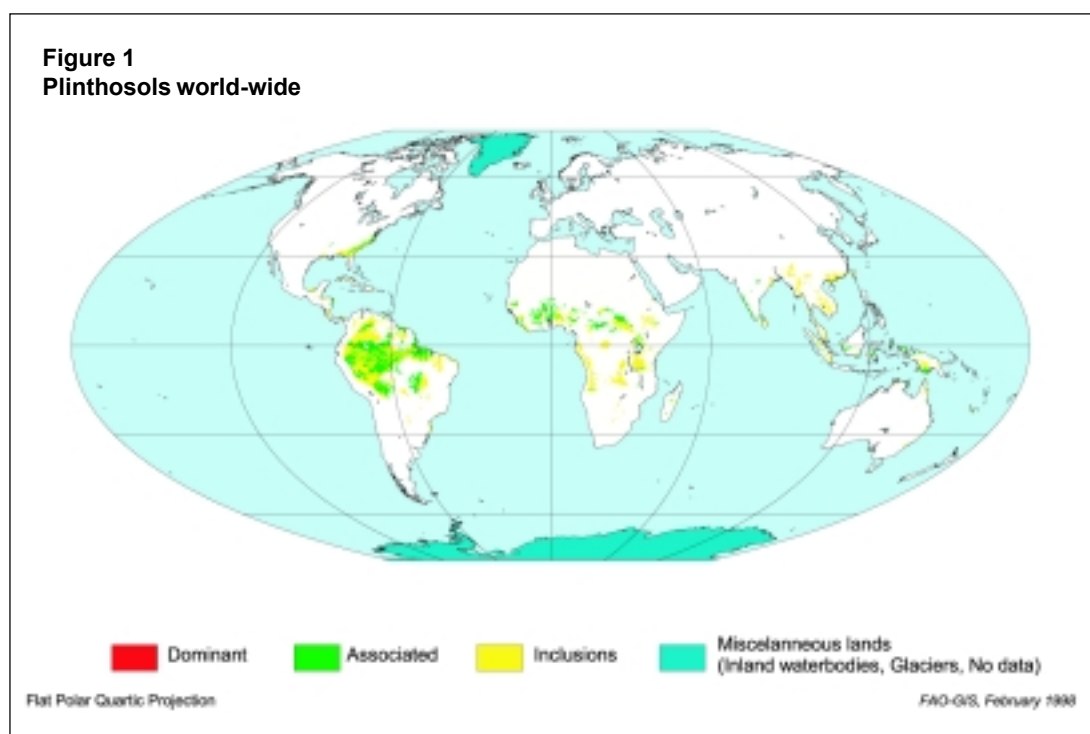 Figure 1
Plinthosols world-wide
Dominant
Associated
Inclusions
Miscelanneous lands
(Inland waterbodies, Glaciers, No data)
Flat Polar Quartic Projection
FAO-GIS, February 1998